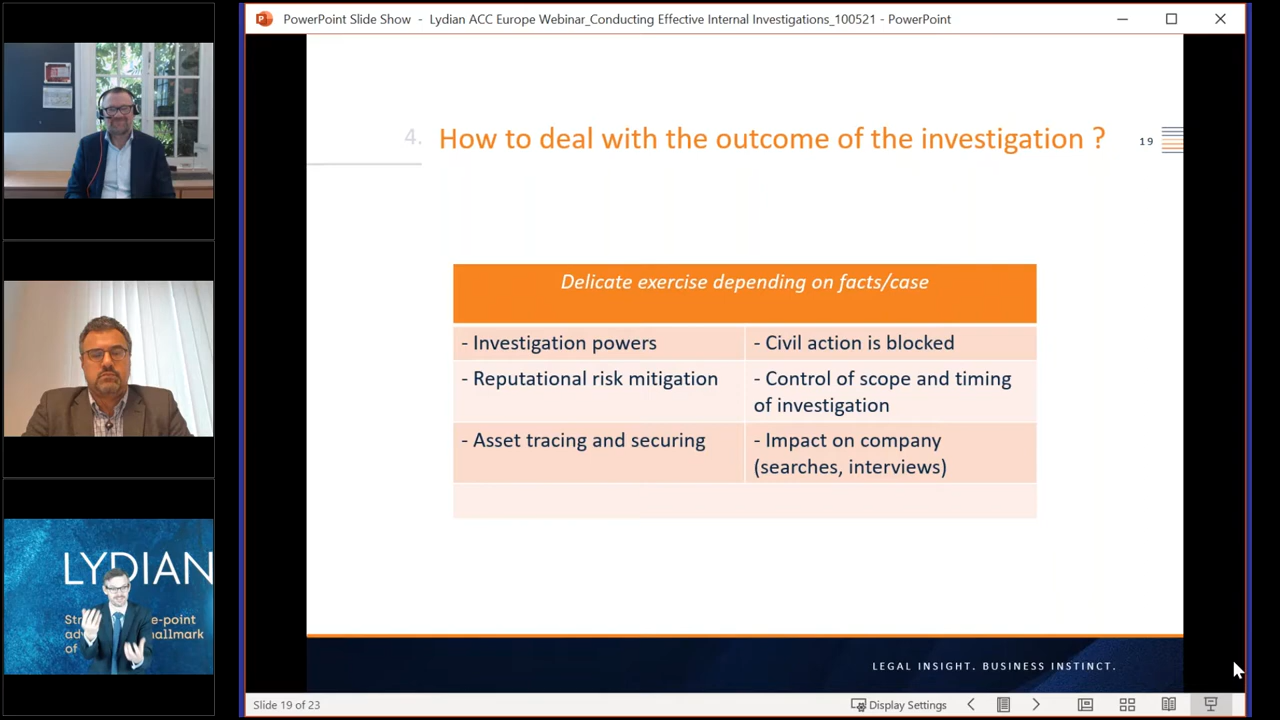 PowerPoint Slide Show - Lydian ACC Europe Webinar_Conducting Effective Internal Investigations_100521 - PowerPoint
4. How to deal with the outcome of the investigation ?
19
Delicate exercise depending on facts/case
- Investigation powers
- Civil action is blocked
- Reputational risk mitigation
- Control of scope and timing
of investigation
- Asset tracing and securing
- Impact on company
(searches, interviews)
LEGAL INSIGHT. BUSINESS INSTINCT.
Slide 19 of 23
Display Settings
LYDIAN